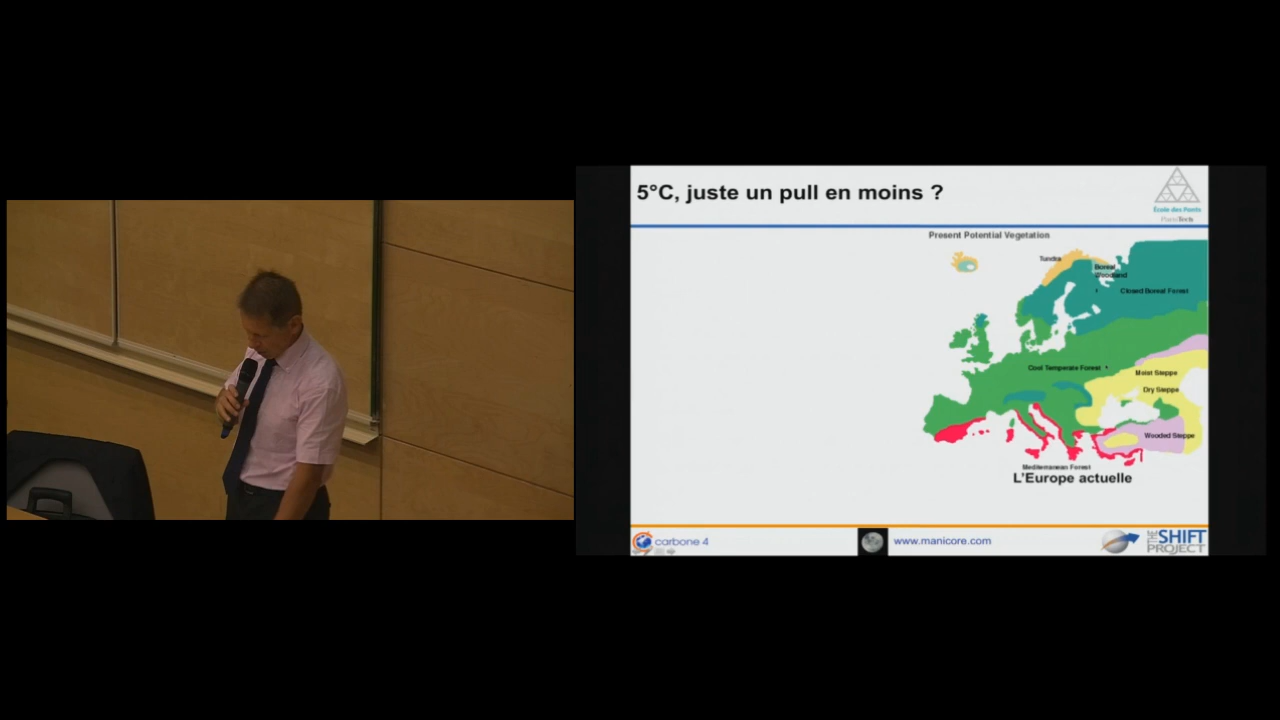 5°C, juste un pull en moins ?
École des Ponts
ParisTech
Present Potential Vegetation
Tundra
Boreal
Woodland
Closed Boreal Forest
Cool Temperate Forest
Moist Steppe
Dry Steppe
Wooded Steppe
Mediterranean Forest
L'Europe actuelle
carbone 4
www.manicore.com
THE SHIFT
PROJECT